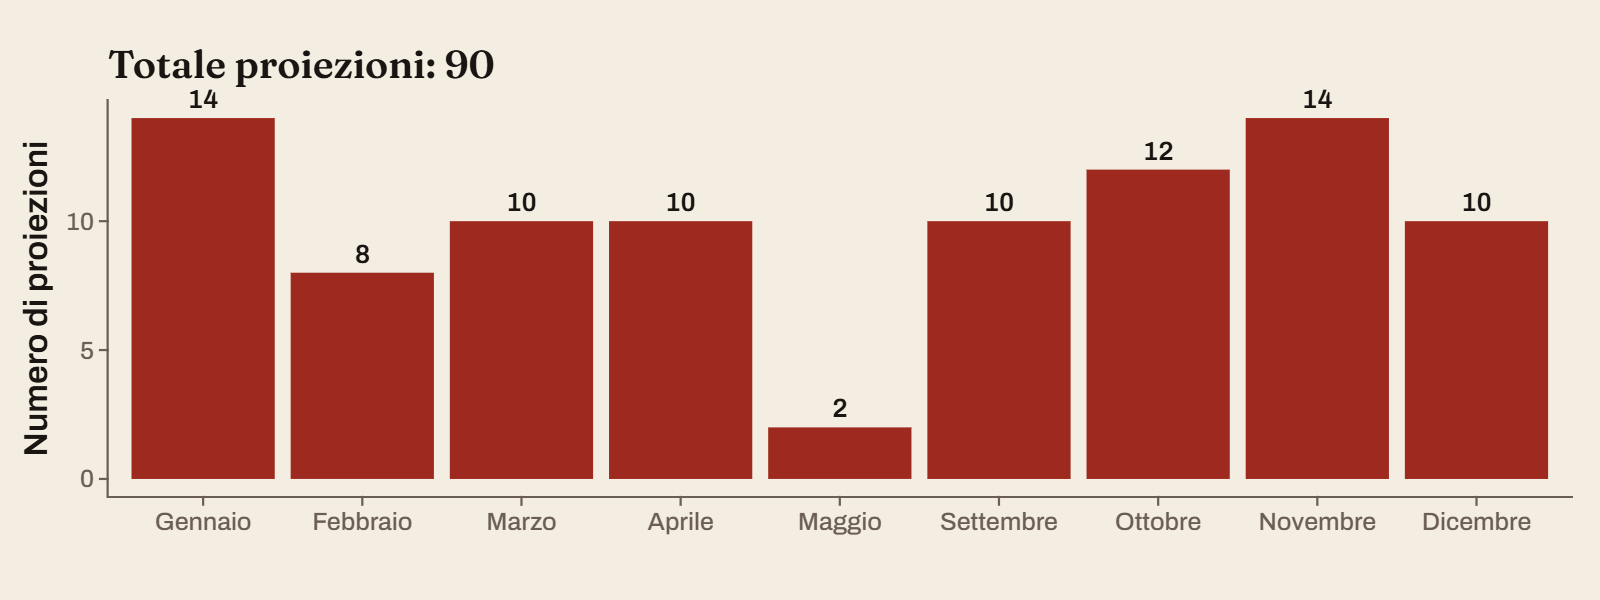 Totale proiezioni: 90
Numero di proiezioni
10
5
0
14
8
10
10
2
10
12
14
10
Gennaio
Febbraio
Marzo
Aprile
Maggio
Settembre
Ottobre
Novembre
Dicembre